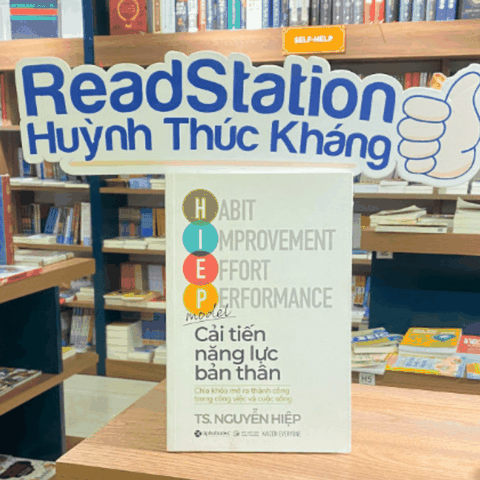 SELF-HELP
ReadStation
Huỳnh Thúc Kháng
HABIT
IMPROVEMENT
EFFORT
PERFORMANCE
model
Cải tiến
năng lực
bản thân
Chìa khóa mở ra thành công
trong công việc và cuộc sống
TS. NGUYỄN HIỆP